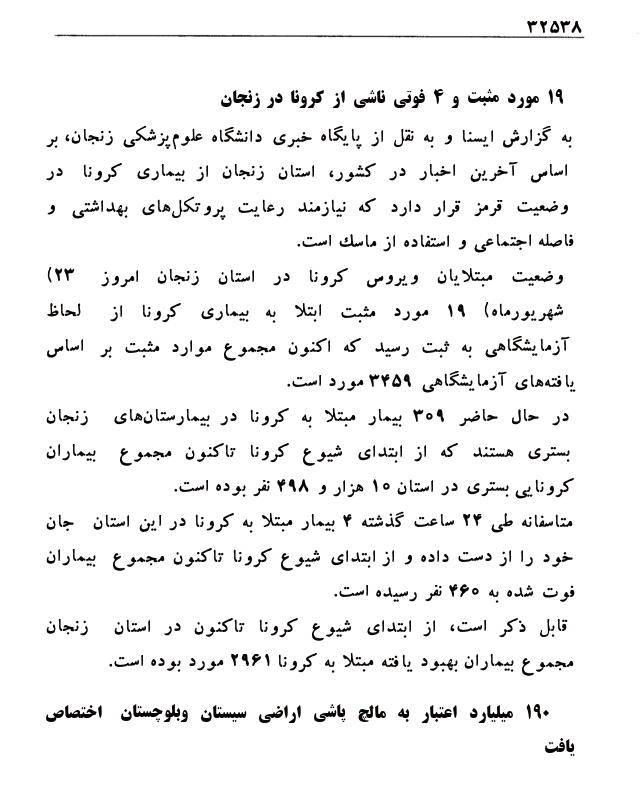 ۳۲۵۳۸
۱۹ مورد مثبت و ۴ فوتی ناشی از کرونا در زنجان
به گزارش ایسنا و به نقل از پایگاه خبری دانشگاه علوم‌پزشکی زنجان، بر
اساس آخرین اخبار در کشور، استان زنجان از بیماری کرونا در
وضعیت قرمز قرار دارد که نیازمند رعایت پروتکل‌های بهداشتی و
فاصله اجتماعی و استفاده از ماسك است.
وضعیت مبتلایان ویروس کرونا در استان زنجان امروز ۲۳)
شهریورماه) ۱۹ مورد مثبت ابتلا به بیماری کرونا از لحاظ
آزمایشگاهی به ثبت رسید که اکنون مجموع موارد مثبت بر اساس
یافته‌های آزمایشگاهی ۳۴۵۹ مورد است.
در حال حاضر ۳۰۹ بیمار مبتلا به کرونا در بیمارستان‌های زنجان
بستری هستند که از ابتدای شیوع کرونا تاکنون مجموع بیماران
کرونایی بستری در استان ۱۰ هزار و ۴۹۸ نفر بوده است.
متاسفانه طی ۲۴ ساعت گذشته ۴ بیمار مبتلا به کرونا در این استان جان
خود را از دست داده و از ابتدای شیوع کرونا تاکنون مجموع بیماران
فوت شده به ۴۶۰ نفر رسیده است.
قابل ذکر است، از ابتدای شیوع کرونا تاکنون در استان زنجان
مجموع بیماران بهبود یافته مبتلا به کرونا ۲۹۶۱ مورد بوده است.
۱۹۰ میلیارد اعتبار به مالچ پاشی اراضی سیستان وبلوچستان اختصاص
یافت